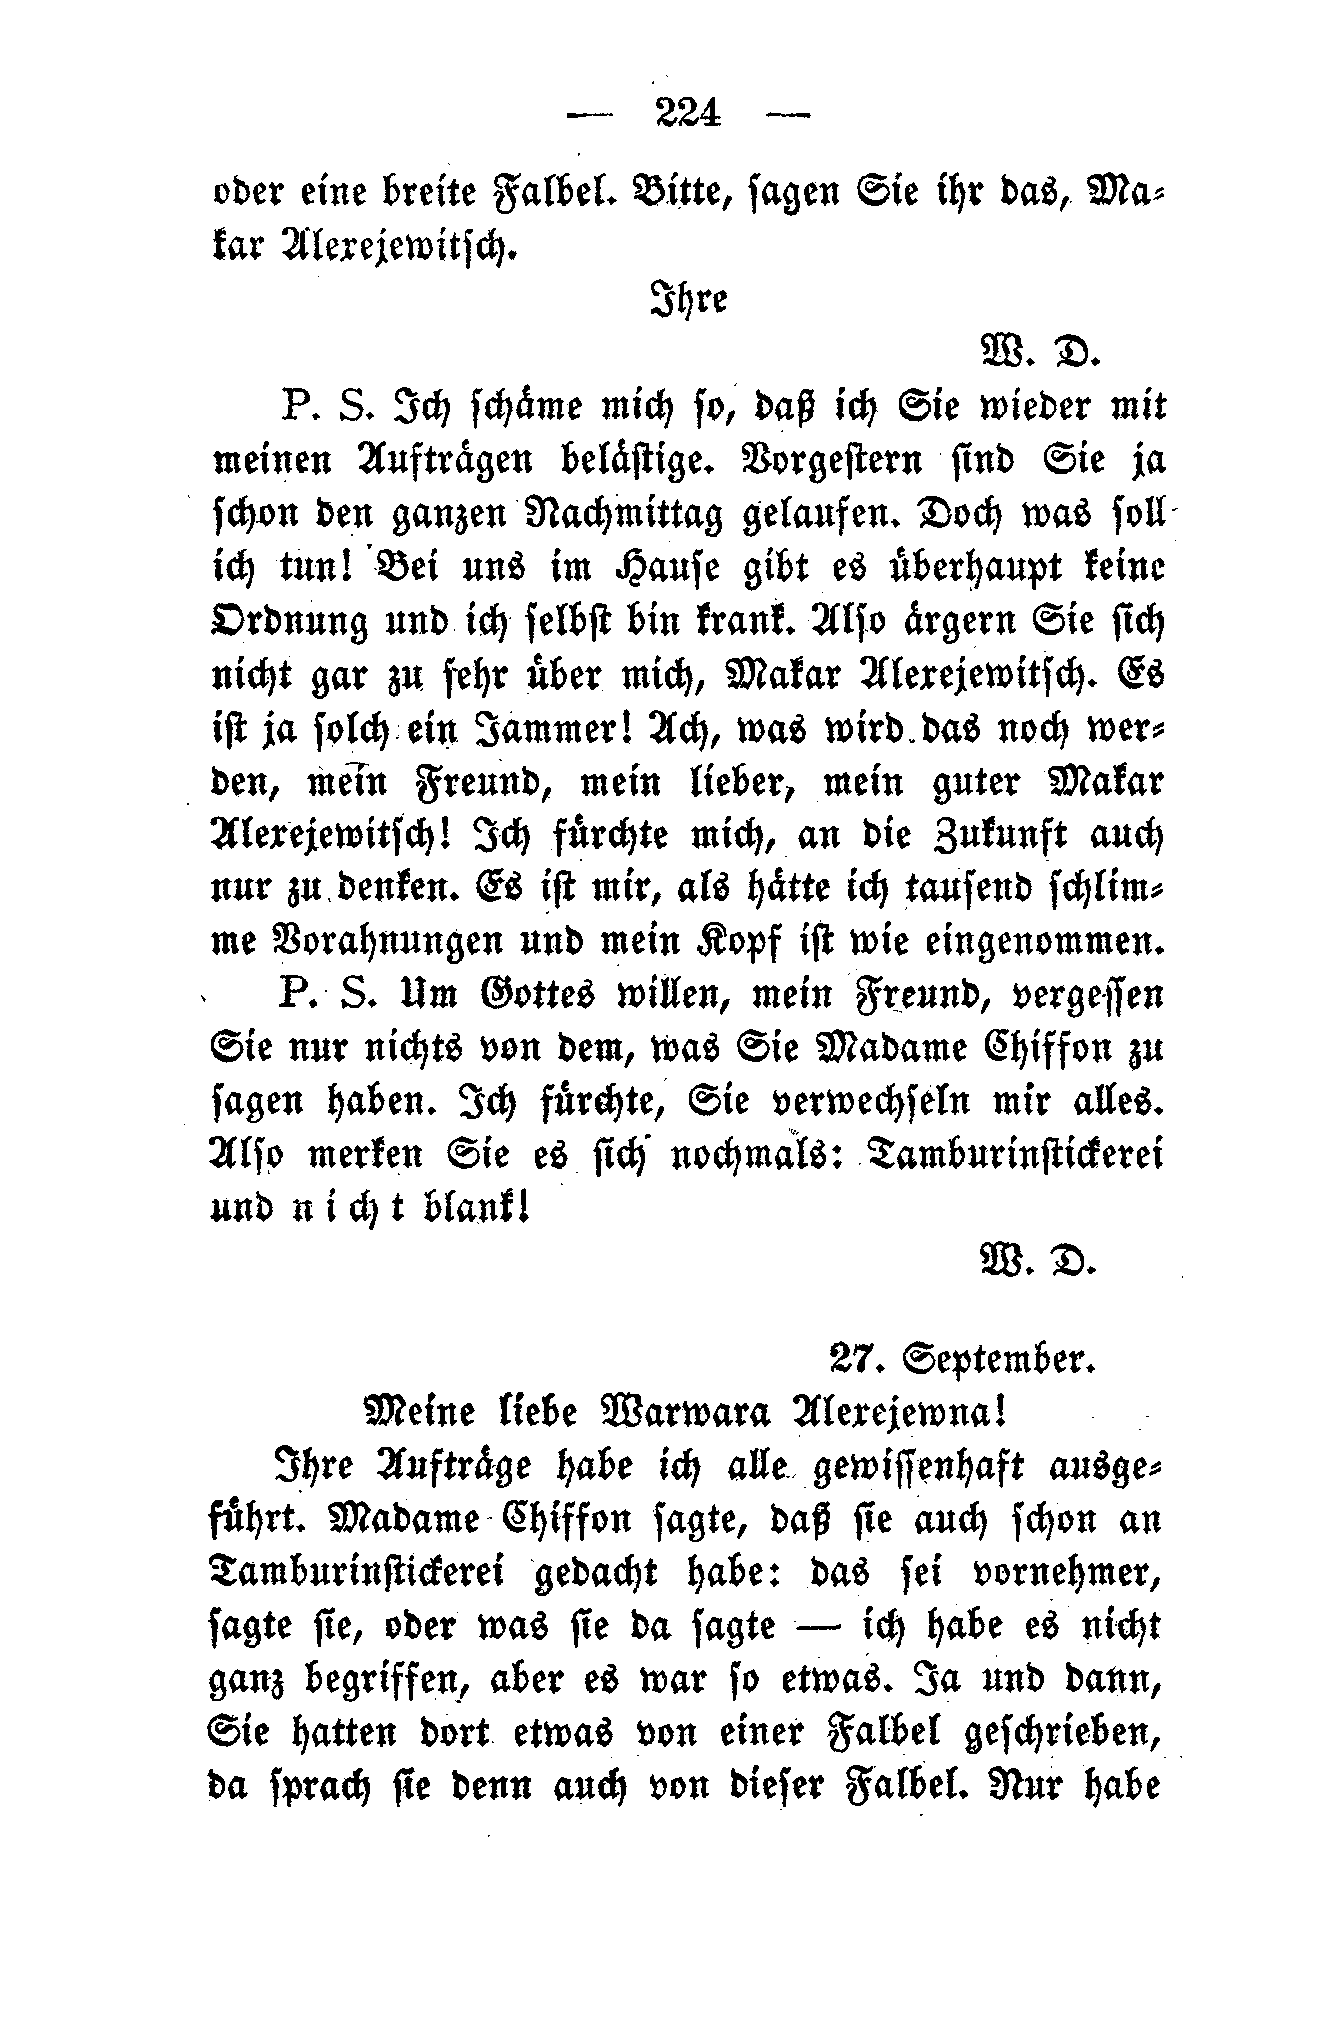 — 224 —
oder eine breite Falbel. Bitte, sagen Sie ihr das, Ma-
kar Alexejewitsch.
Ihre
W. D.
P. S. Ich schäme mich so, daß ich Sie wieder mit
meinen Aufträgen belästige. Vorgestern sind Sie ja
schon den ganzen Nachmittag gelaufen. Doch was soll
ich tun! Bei uns im Hause gibt es überhaupt keine
Ordnung und ich selbst bin krank. Also ärgern Sie sich
nicht gar zu sehr über mich, Makar Alexejewitsch. Es
ist ja solch ein Jammer! Ach, was wird das noch wer-
den, mein Freund, mein lieber, mein guter Makar
Alexejewitsch! Ich fürchte mich, an die Zukunft auch
nur zu denken. Es ist mir, als hätte ich tausend schlim-
me Vorahnungen und mein Kopf ist wie eingenommen.
P. S. Um Gottes willen, mein Freund, vergessen
Sie nur nichts von dem, was Sie Madame Chiffon zu
sagen haben. Ich fürchte, Sie verwechseln mir alles.
Also merken Sie es sich nochmals: Tamburinstickerei
und nicht blank!
W. D.
27. September.
Meine liebe Warwara Alexejewna!
Ihre Aufträge habe ich alle gewissenhaft ausge-
führt. Madame Chiffon sagte, daß sie auch schon an
Tamburinstickerei gedacht habe: das sei vornehmer,
sagte sie, oder was sie da sagte — ich habe es nicht
ganz begriffen, aber es war so etwas. Ja und dann,
Sie hatten dort etwas von einer Falbel geschrieben,
da sprach sie denn auch von dieser Falbel. Nur habe